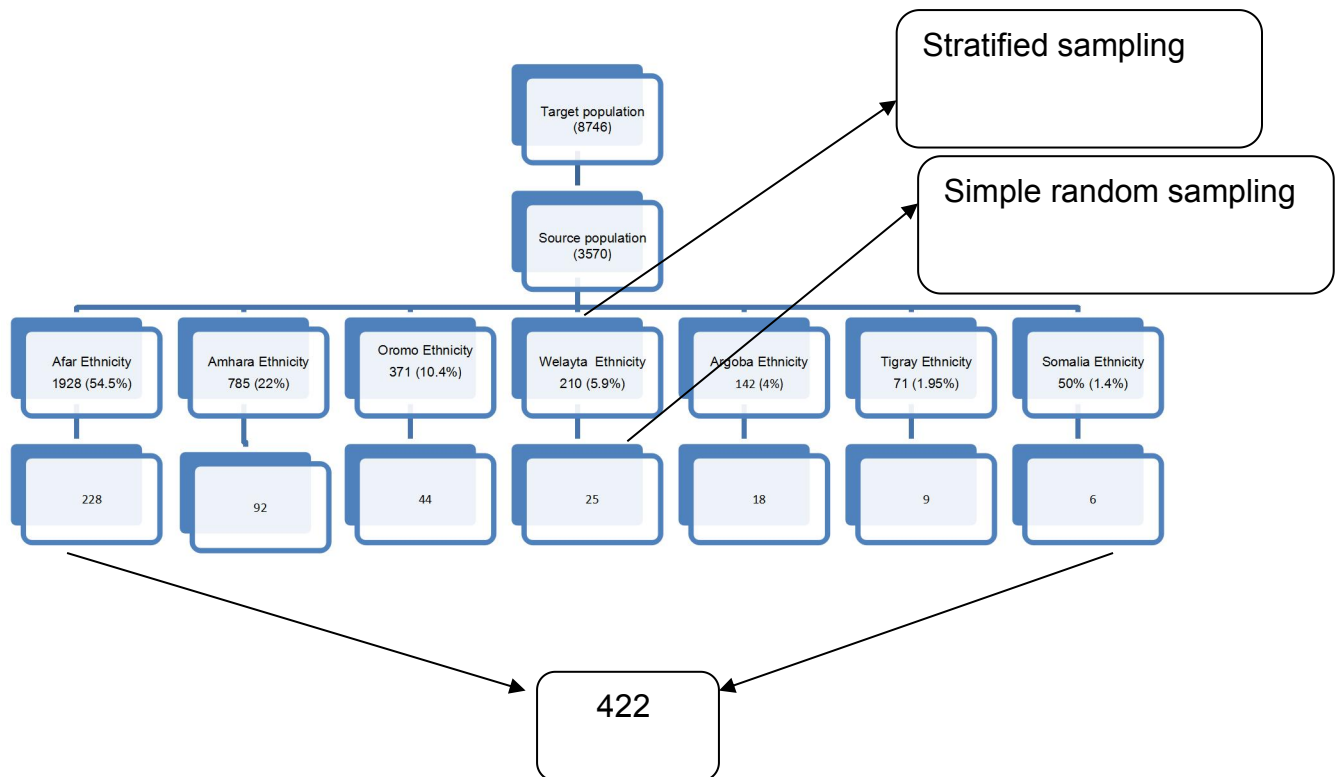 Stratified sampling
Target population
(8746)
Simple random sampling
Source population
(3570)
Afar Ethnicity
1928 (54.5%)
Amhara Ethnicity
785 (22%)
Oromo Ethnicity
371 (10.4%)
Welayta Ethnicity
210 (5.9%)
Argoba Ethnicity
142 (4%)
Tigray Ethnicity
71 (1.95%)
Somalia Ethnicity
50% (1.4%)
228
92
44
25
18
9
6
422